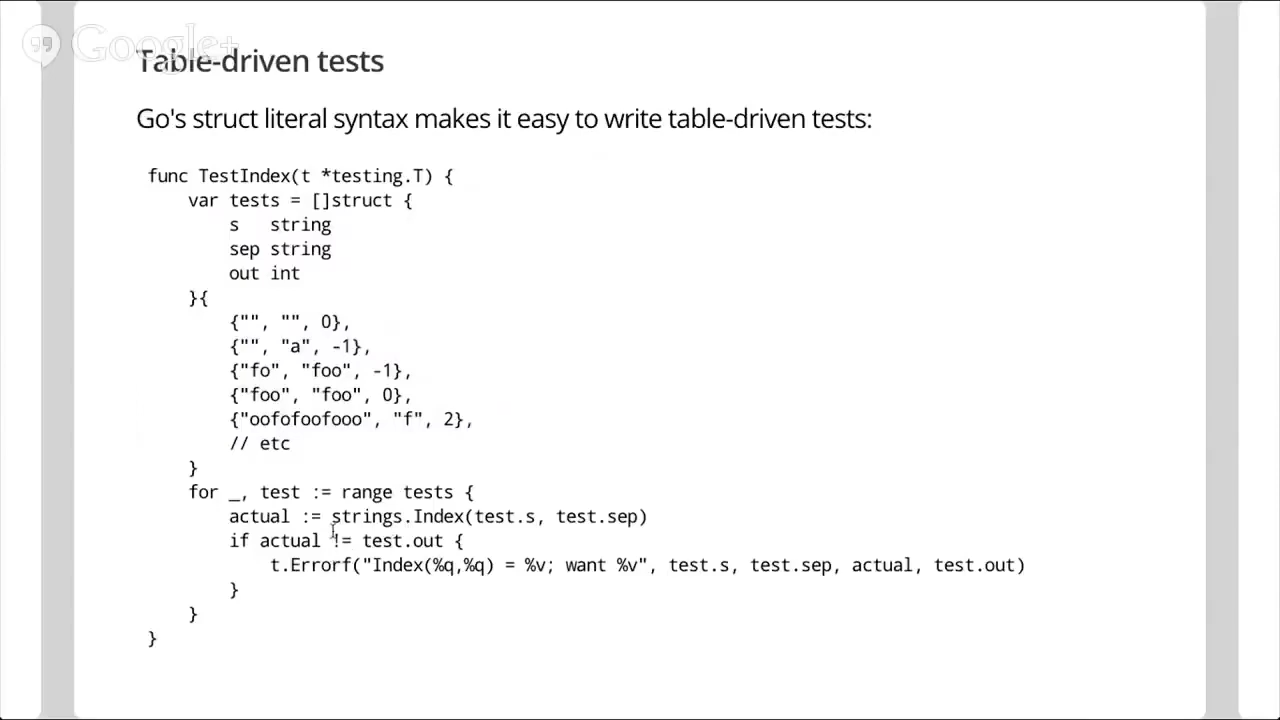 Google+
Table-driven tests
Go's struct literal syntax makes it easy to write table-driven tests:
func TestIndex(t *testing.T) {
    var tests = []struct {
        s   string
        sep string
        out int
    }{
        {"", "", 0},
        {"", "a", -1},
        {"fo", "foo", -1},
        {"foo", "foo", 0},
        {"oofofoofooo", "f", 2},
        // etc
    }
    for _, test := range tests {
        actual := strings.Index(test.s, test.sep)
        if actual != test.out {
            t.Errorf("Index(%q,%q) = %v; want %v", test.s, test.sep, actual, test.out)
        }
    }
}